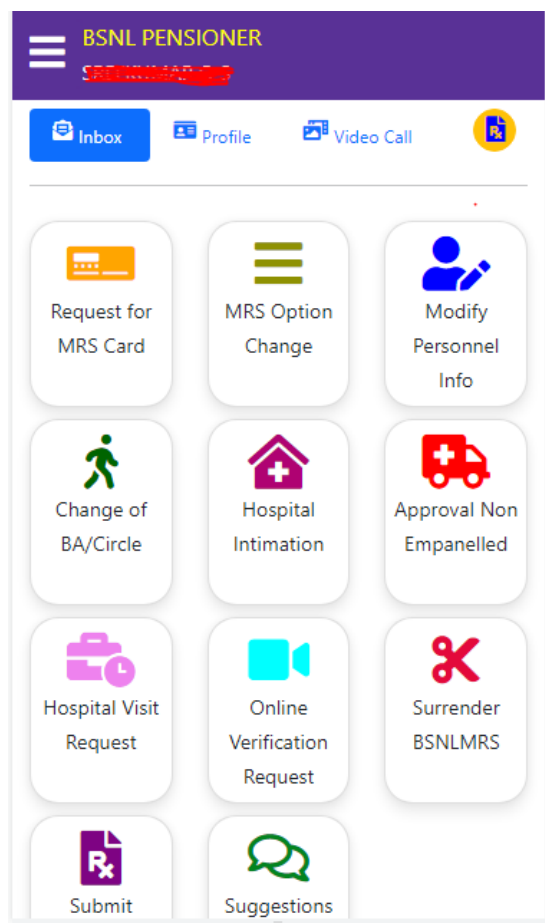 BSNL PENSIONER
Inbox
Profile
Video Call
Request for
MRS Card
MRS Option
Change
Modify
Personnel
Info
Change of
BA/Circle
Hospital
Intimation
Approval Non
Empanelled
Hospital Visit
Request
Online
Verification
Request
Surrender
BSNLMRS
Submit
Suggestions